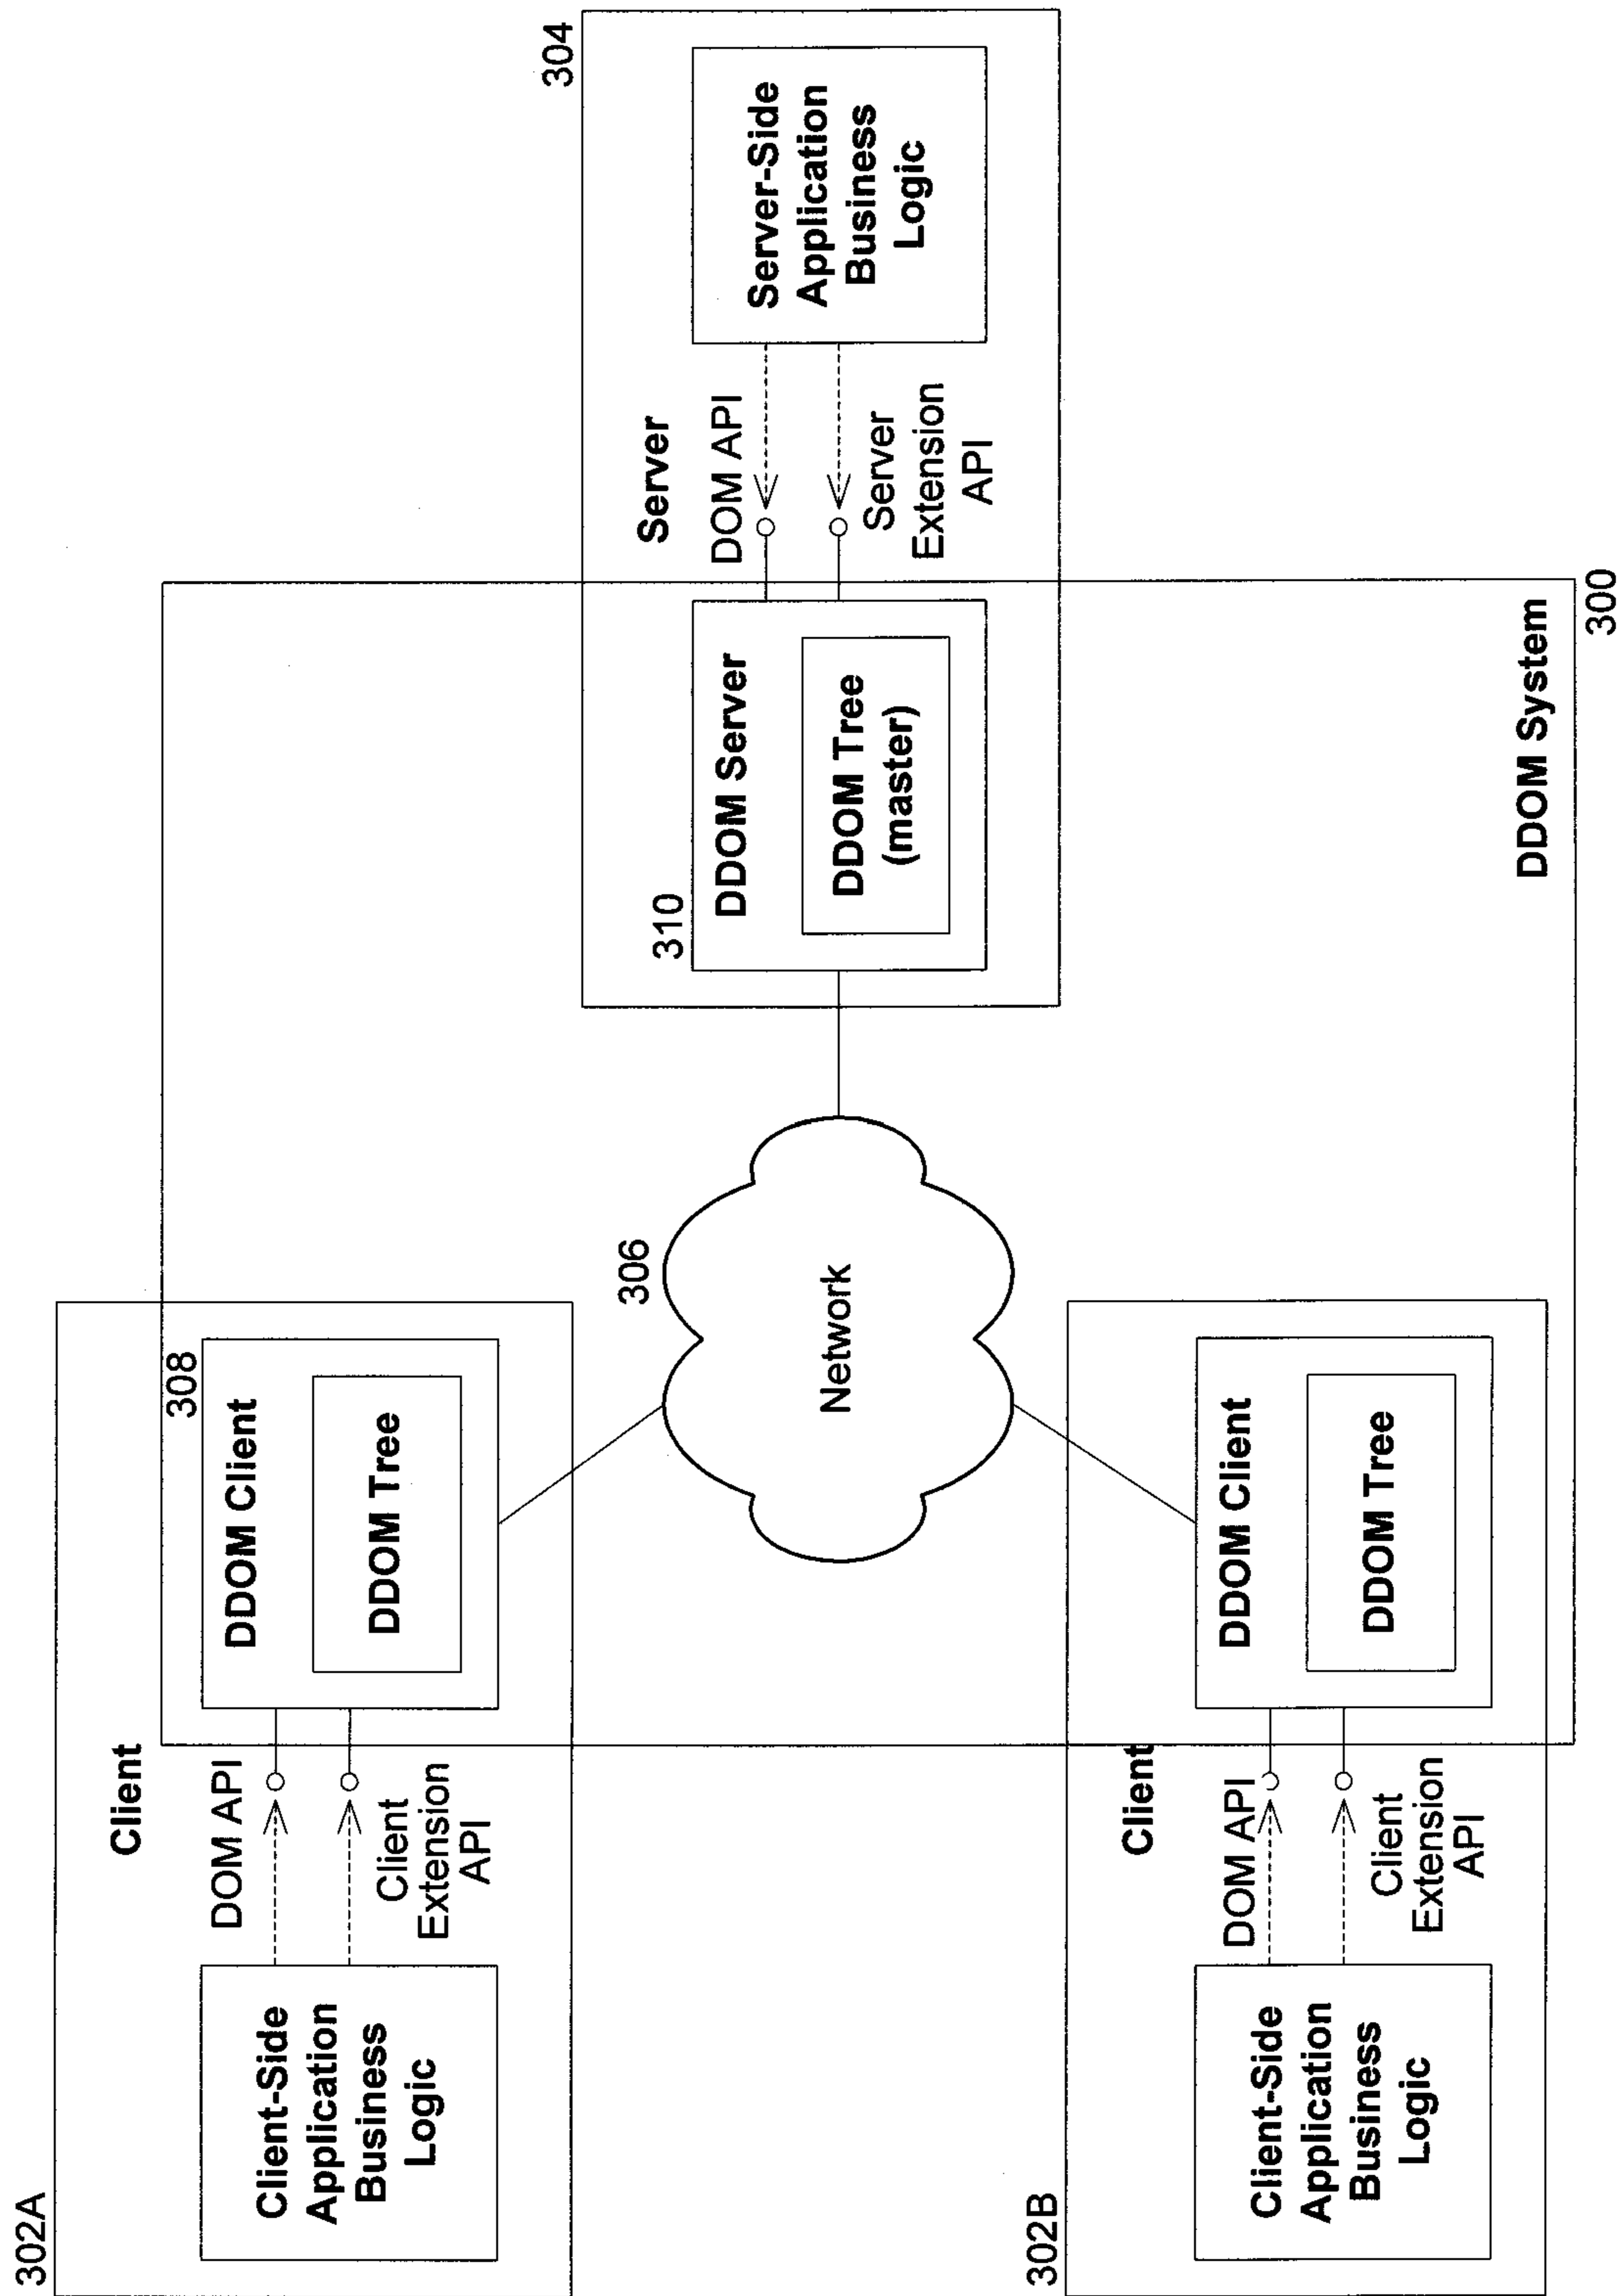 302A
Client
Client-Side
Application
Business
Logic
DOM API
Client
Extension
API
308
DDOM Client
DDOM Tree
306
Network
304
Server
310
DDOM Server
DDOM Tree
(master)
DOM API
Server
Extension
API
Server-Side
Application
Business
Logic
302B
Client
Client-Side
Application
Business
Logic
DOM API
Client
Extension
API
DDOM Client
DDOM Tree
DDOM System
300